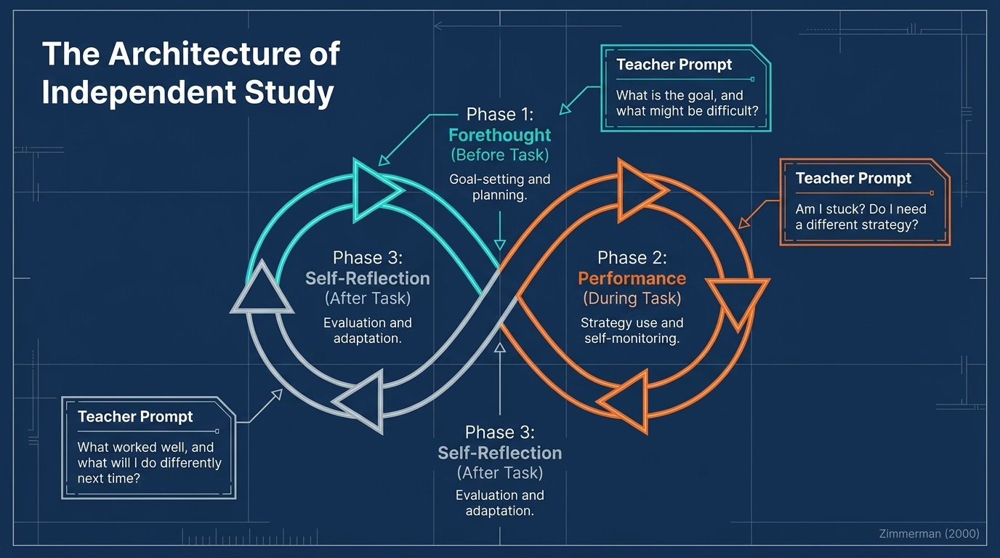 The Architecture of
Independent Study
Phase 1:
Forethought
(Before Task)
Goal-setting and
planning.
Teacher Prompt
What is the goal, and
what might be difficult?
Teacher Prompt
Am I stuck? Do I need
a different strategy?
Phase 3:
Self-Reflection
(After Task)
Evaluation and
adaptation.
Phase 2:
Performance
(During Task)
Strategy use and
self-monitoring.
Teacher Prompt
What worked well, and
what will I do differently
next time?
Phase 3:
Self-Reflection
(After Task)
Evaluation and
adaptation.
Zimmerman (2000)